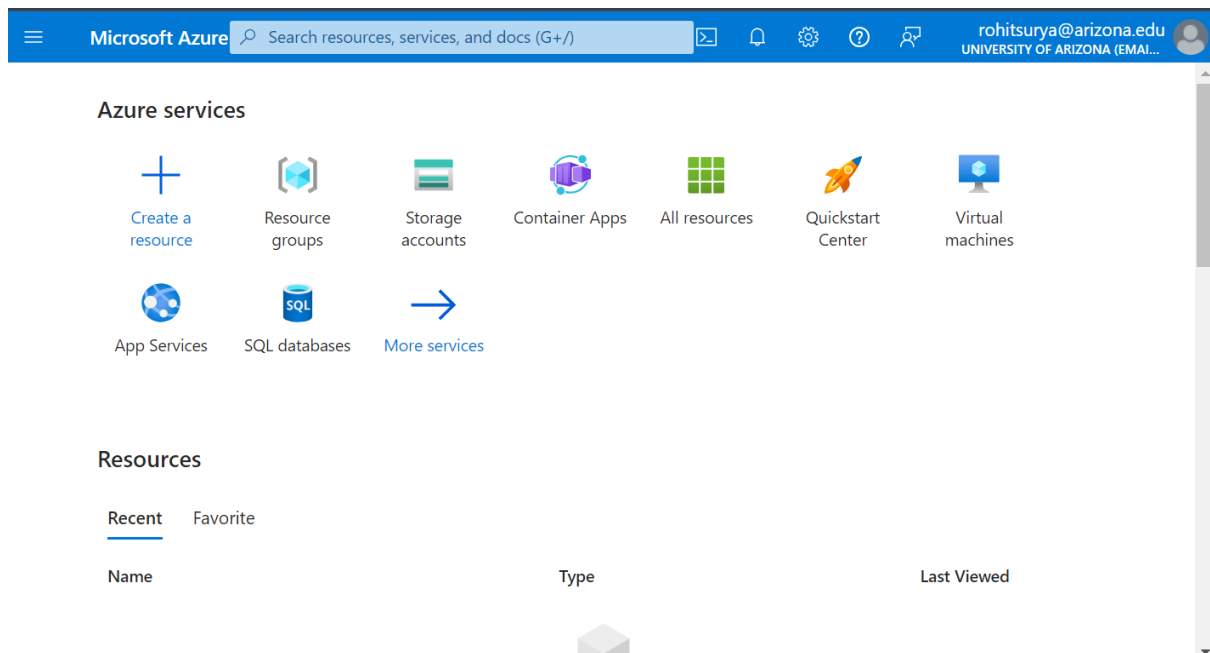 Microsoft Azure
Search resources, services, and docs (G+/)
rohitsurya@arizona.edu
UNIVERSITY OF ARIZONA (EMAI...
Azure services
Create a
resource
Resource
groups
Storage
accounts
Container Apps
All resources
Quickstart
Center
Virtual
machines
App Services
SQL
SQL databases
More services
Resources
Recent
Favorite
Name
Type
Last Viewed